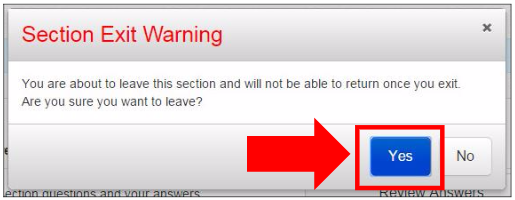 Section Exit Warning ×
You are about to leave this section and will not be able to return once you exit.
Are you sure you want to leave?
Yes No
ection questions and your answers Review Answers